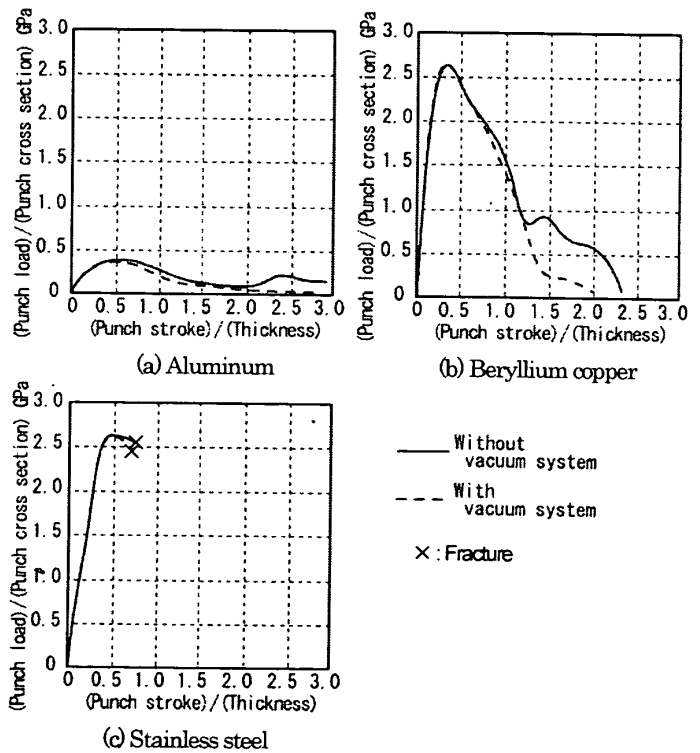 (Punch load)/(Punch cross section) GPa
3.0
2.5
2.0
1.5
1.0
0.5
0
0 0.5 1.0 1.5 2.0 2.5 3.0
(Punch stroke)/(Thickness)
(a) Aluminum
(Punch load)/(Punch cross section) GPa
3.0
2.5
2.0
1.5
1.0
0.5
0
0 0.5 1.0 1.5 2.0 2.5 3.0
(Punch stroke)/(Thickness)
(b) Beryllium copper
(Punch load)/(Punch cross section) GPa
3.0
2.5
2.0
1.5
1.0
0.5
0
0 0.5 1.0 1.5 2.0 2.5 3.0
(Punch stroke)/(Thickness)
(c) Stainless steel
Without
vacuum system
With
vacuum system
× : Fracture